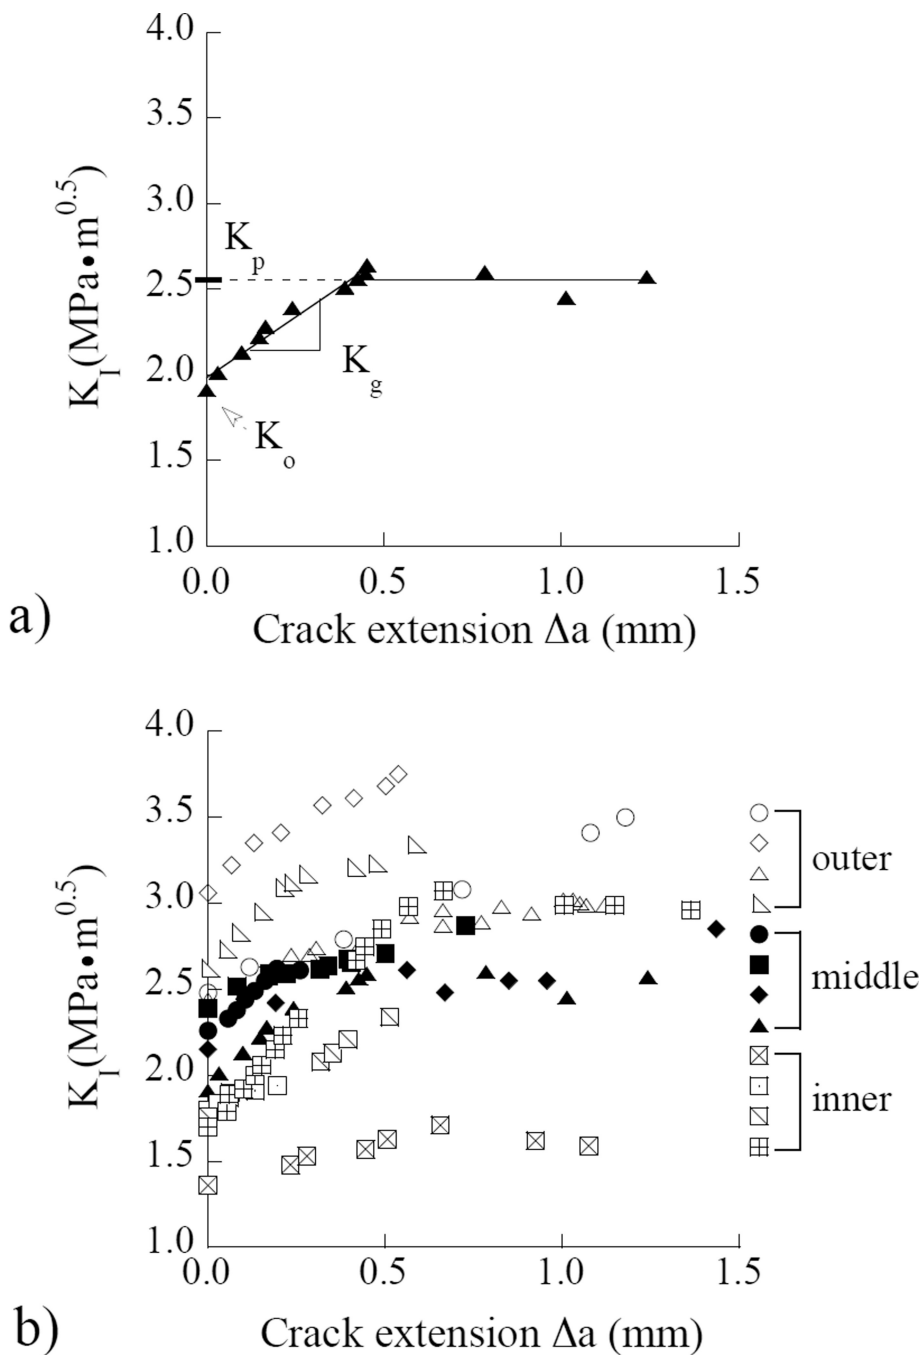 4.0
3.5
3.0
2.5
2.0
1.5
1.0
K_I(MPa•m^0.5)
K_p
K_g
K_o
0.0 0.5 1.0 1.5
Crack extension Δa (mm)
a)
4.0
3.5
3.0
2.5
2.0
1.5
1.0
K_I(MPa•m^0.5)
outer
middle
inner
0.0 0.5 1.0 1.5
Crack extension Δa (mm)
b)